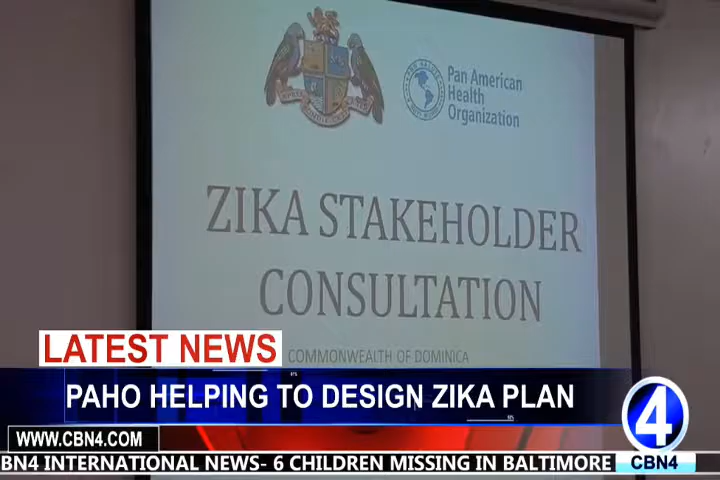 CBN4
Pan American
Health
Organization
ZIKA STAKEHOLDER
CONSULTATION
COMMONWEALTH OF DOMINICA
LATEST NEWS
PAHO HELPING TO DESIGN ZIKA PLAN
4
WWW.CBN4.COM
BN4 INTERNATIONAL NEWS- 6 CHILDREN MISSING IN BALTIMORE
CBN4